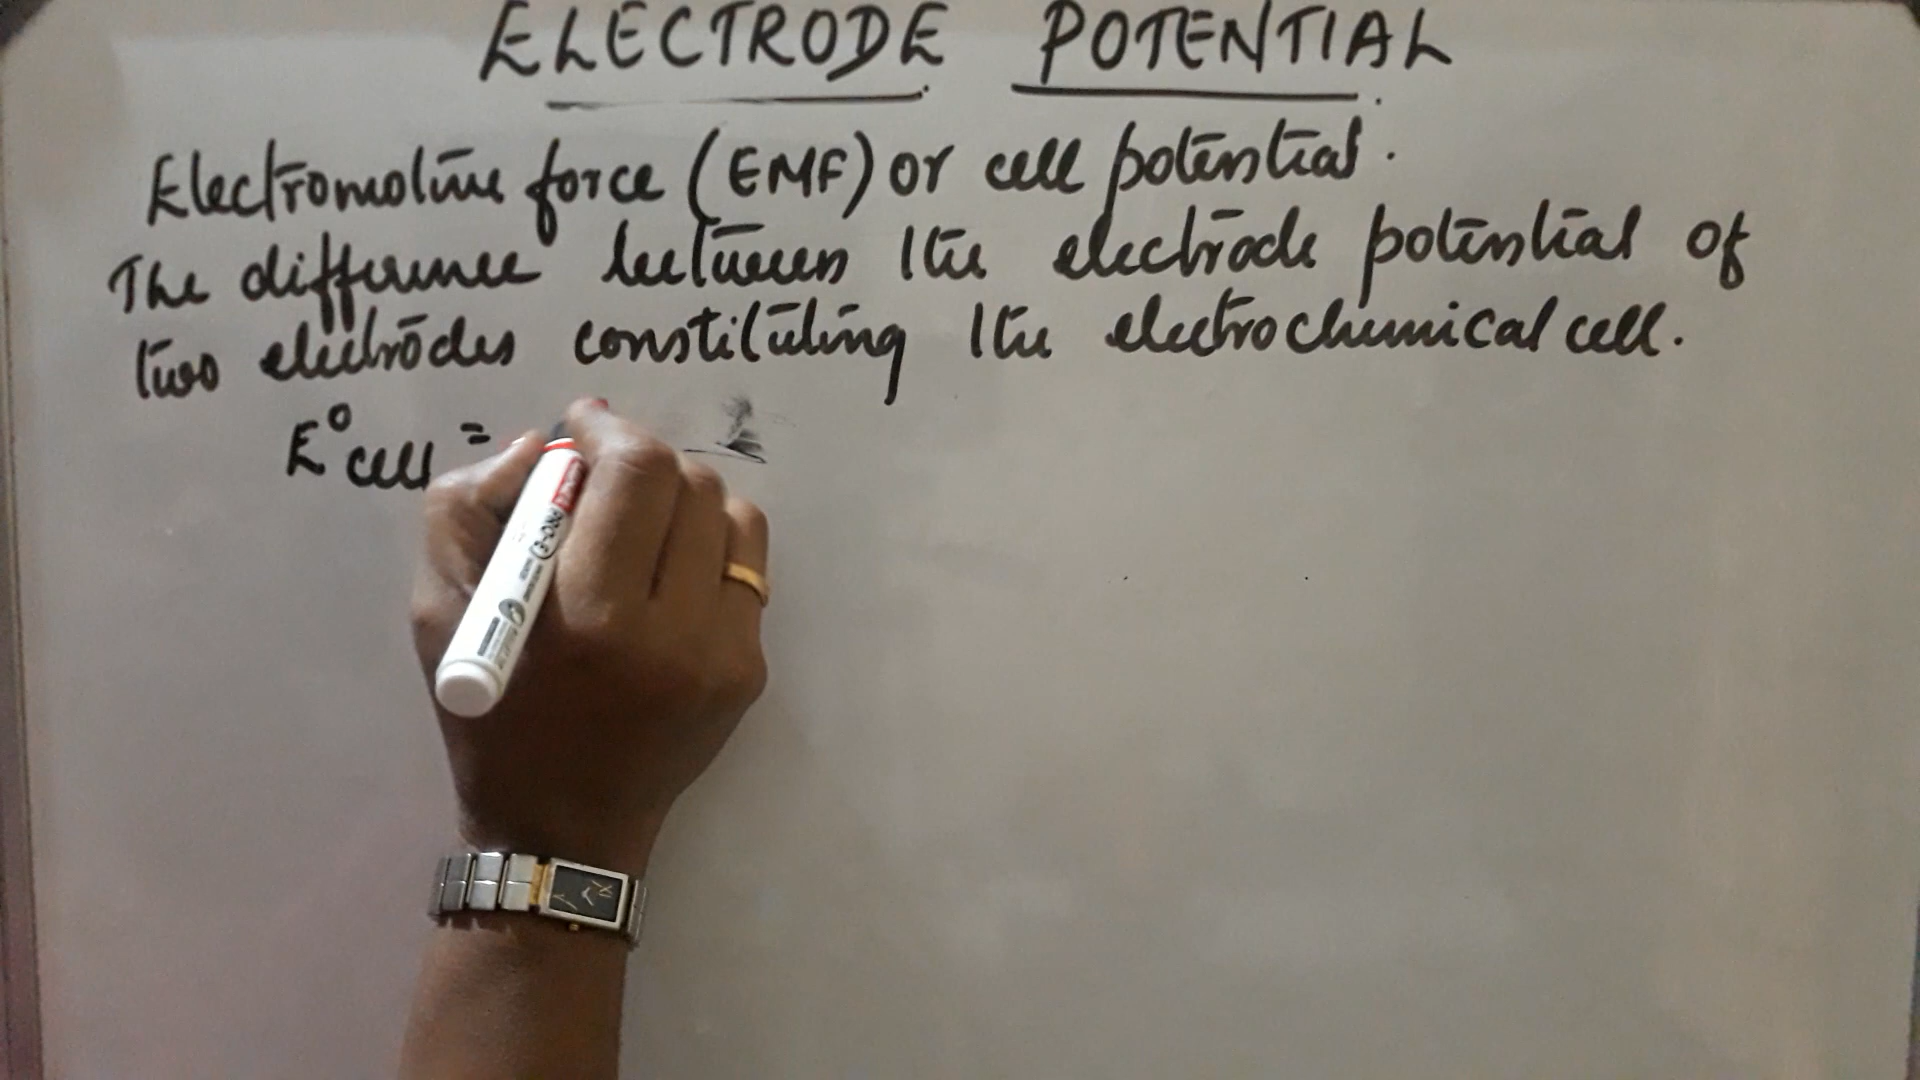 ELECTRODE POTENTIAL
Electromotive force (EMF) or cell potential.
The difference between the electrode potential of
two electrodes constituting the electrochemical cell.
E°cell =